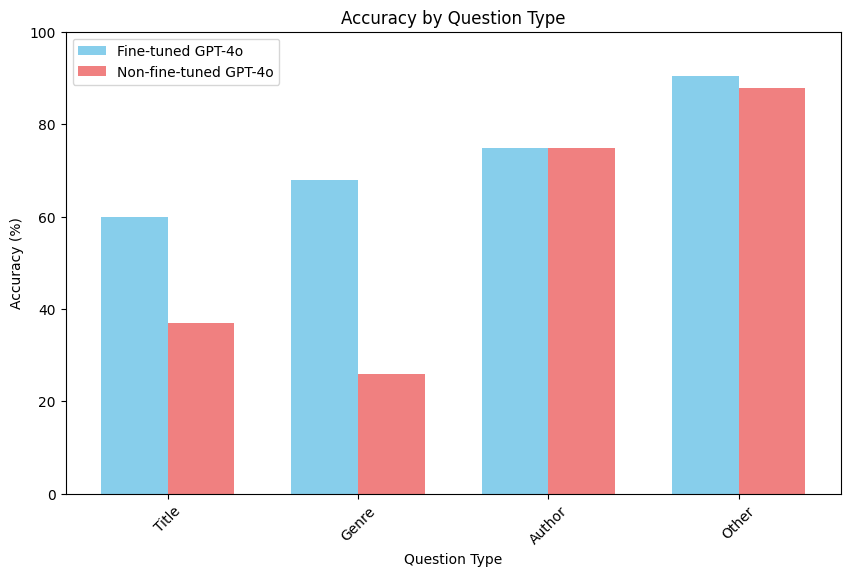 Accuracy by Question Type
Fine-tuned GPT-4o
Non-fine-tuned GPT-4o
Accuracy (%)
100
80
60
40
20
0
Title
Genre
Author
Other
Question Type